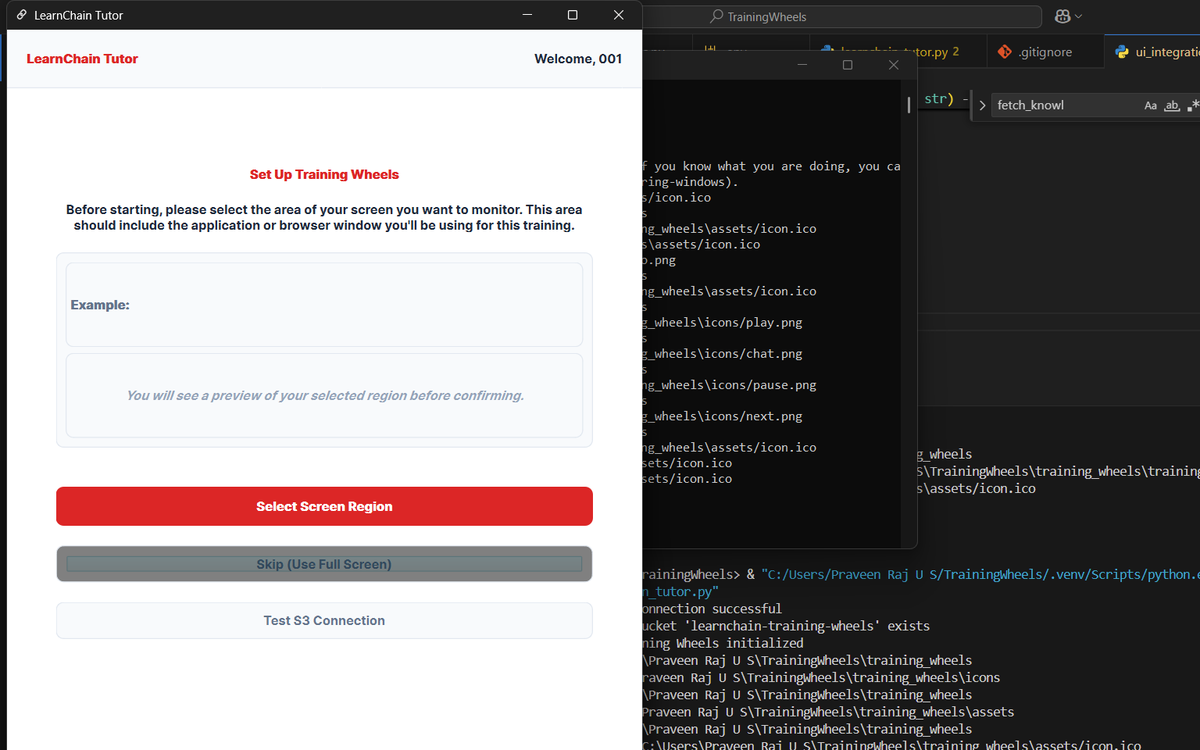 LearnChain Tutor
LearnChain Tutor
Welcome, 001
Set Up Training Wheels
Before starting, please select the area of your screen you want to monitor. This area
should include the application or browser window you'll be using for this training.
Example:
You will see a preview of your selected region before confirming.
Select Screen Region
Skip (Use Full Screen)
Test S3 Connection
TrainingWheels
tutor.py 2
.gitignore
ui_integrati
str) -
fetch_knowl
Aa
ab
f you know what you are doing, you ca
ring-windows).
s/icon.ico
s
ng_wheels\assets/icon.ico
s\assets/icon.ico
o.png
s
ng_wheels\assets/icon.ico
s
g_wheels\icons/play.png
s
g_wheels\icons/chat.png
s
ng_wheels\icons/pause.png
s
g_wheels\icons/next.png
s
ng_wheels\assets/icon.ico
sets/icon.ico
sets/icon.ico
g_wheels
S\TrainingWheels\training_wheels\training
s\assets/icon.ico
rainingWheels> & "C:/Users/Praveen Raj U S/TrainingWheels/.venv/Scripts/python.e
n_tutor.py"
onnection successful
ucket 'learnchain-training-wheels' exists
ning Wheels initialized
\Praveen Raj U S\TrainingWheels\training_wheels
raveen Raj U S\TrainingWheels\training_wheels\icons
\Praveen Raj U S\TrainingWheels\training_wheels
Praveen Raj U S\TrainingWheels\training_wheels\assets
\Praveen Raj U S\TrainingWheels\training_wheels
C:\Users\Praveen Raj U S\TrainingWheels\training_wheels\assets/icon.ico